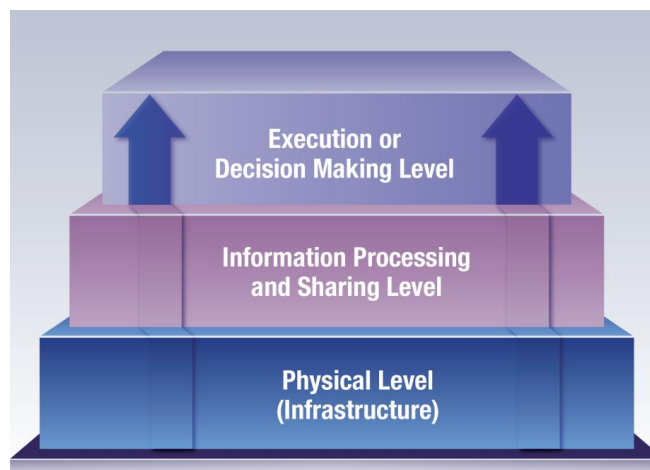 Execution or
Decision Making Level
Information Processing
and Sharing Level
Physical Level
(Infrastructure)